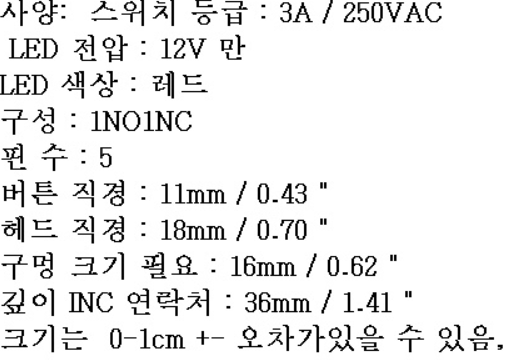 사양:  스위치 등급 : 3A / 250VAC
LED 전압 : 12V 만
LED 색상 : 레드
구성 : 1NO1NC
핀 수 : 5
버튼 직경 : 11mm / 0.43 "
헤드 직경 : 18mm / 0.70 "
구멍 크기 필요 : 16mm / 0.62 "
깊이 INC 연락처 : 36mm / 1.41 "
크기는  0-1cm +- 오차가있을 수 있음.